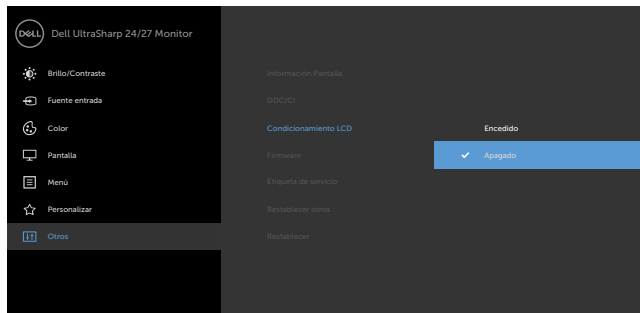 DELL Dell UltraSharp 24/27 Monitor
Brillo/Contraste
Fuente entrada
Color
Pantalla
Menú
Personalizar
Otros
Información Pantalla
DDC/CI
Condicionamiento LCD
Firmware
Etiqueta de servicio
Restablecer otros
Restablecer
Encedido
Apagado